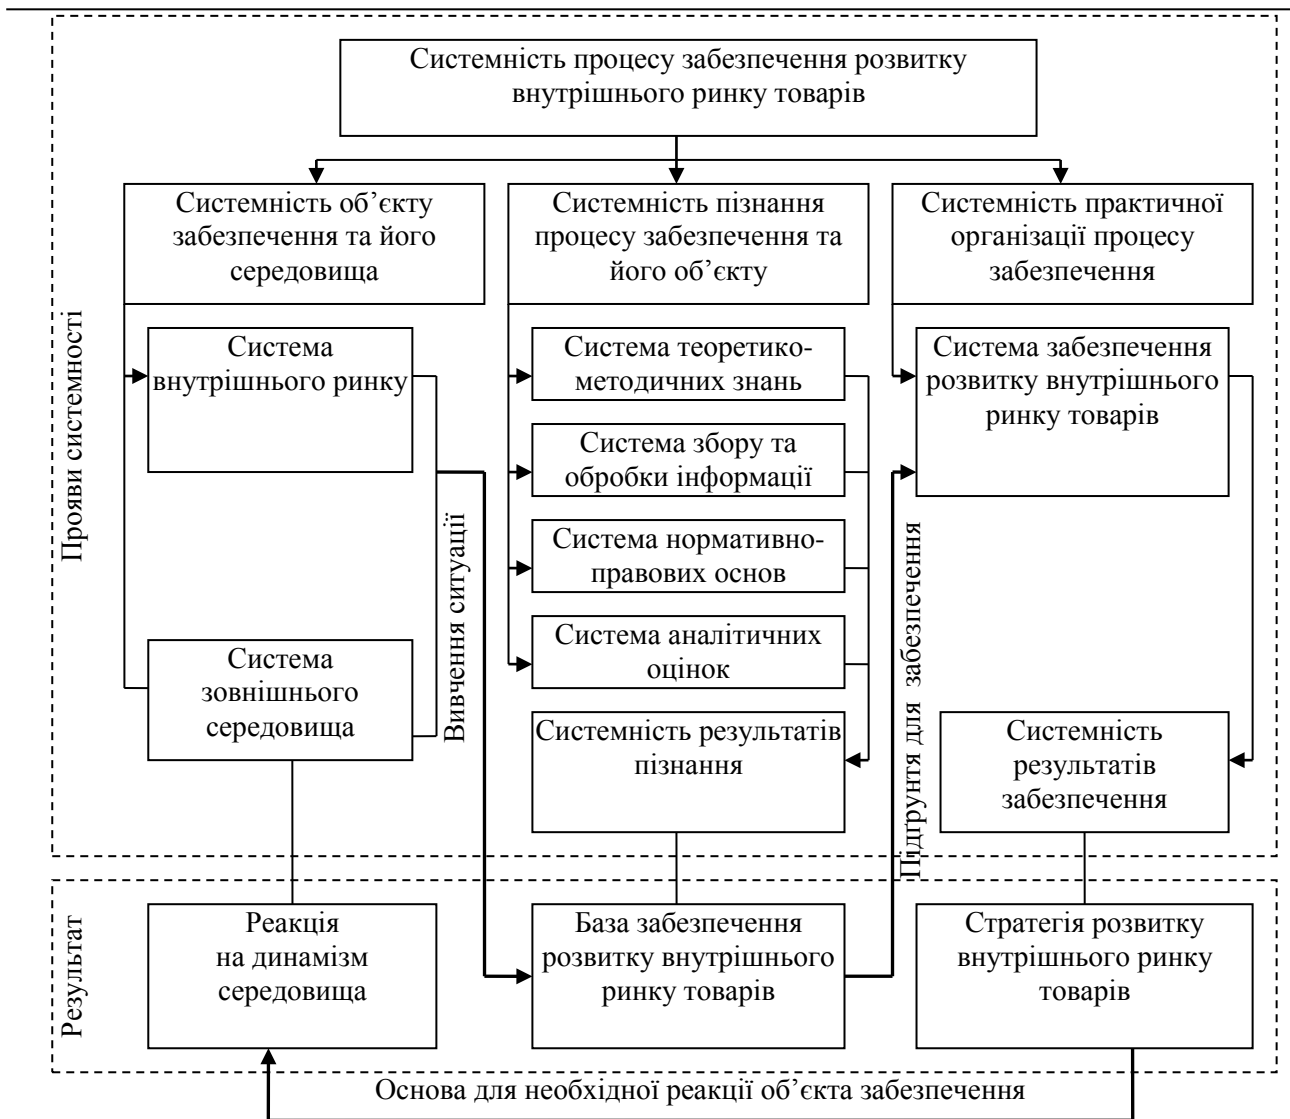 Системність процесу забезпечення розвитку
внутрішнього ринку товарів
Системність об’єкту
забезпечення та його
середовища
Системність пізнання
процесу забезпечення та
його об’єкту
Системність практичної
організації процесу
забезпечення
Прояви системності
Система
внутрішнього ринку
Система
зовнішнього
середовища
Вивчення ситуації
Система теоретико-
методичних знань
Система збору та
обробки інформації
Система нормативно-
правових основ
Система аналітичних
оцінок
Системність результатів
пізнання
Підґрунтя для забезпечення
Система забезпечення
розвитку внутрішнього
ринку товарів
Системність
результатів
забезпечення
Результат
Реакція
на динамізм
середовища
База забезпечення
розвитку внутрішнього
ринку товарів
Стратегія розвитку
внутрішнього ринку
товарів
Основа для необхідної реакції об’єкта забезпечення